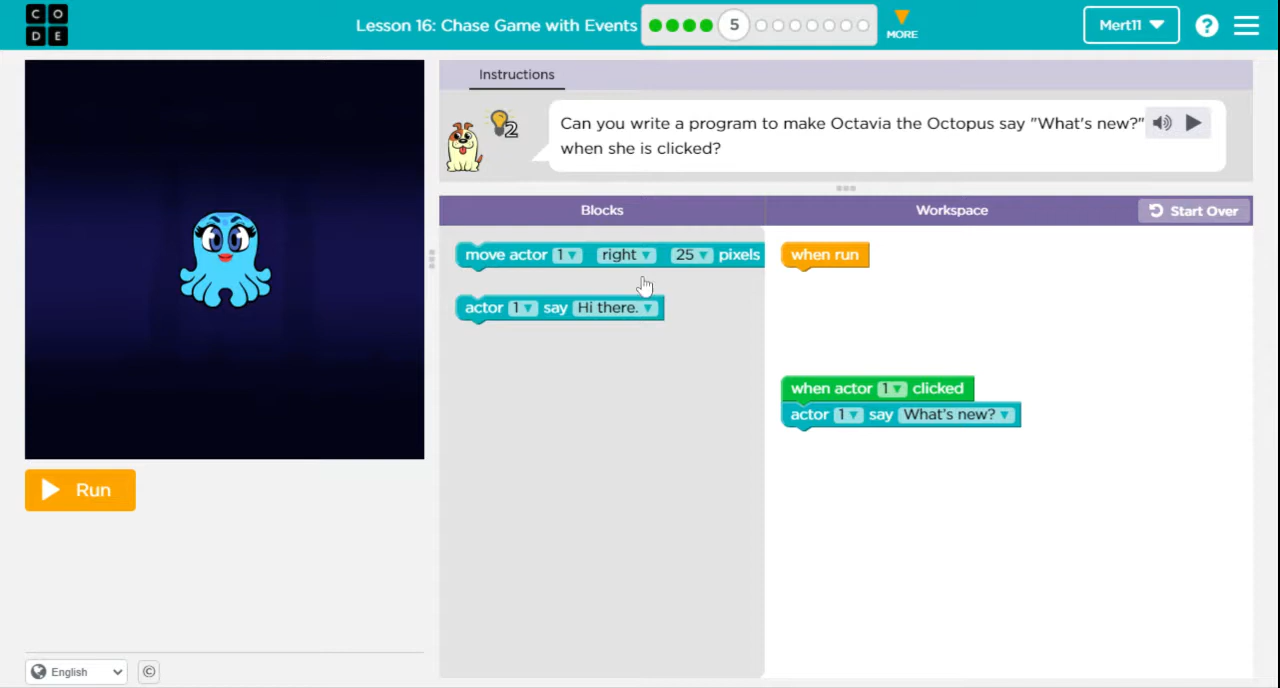 C O
D E
Lesson 16: Chase Game with Events
5
MORE
Mert11
?
Instructions
2
Can you write a program to make Octavia the Octopus say "What's new?"
when she is clicked?
Blocks
Workspace
Start Over
move actor 1 right 25 pixels
when run
actor 1 say Hi there.
when actor 1 clicked
actor 1 say What's new?
Run
English
©